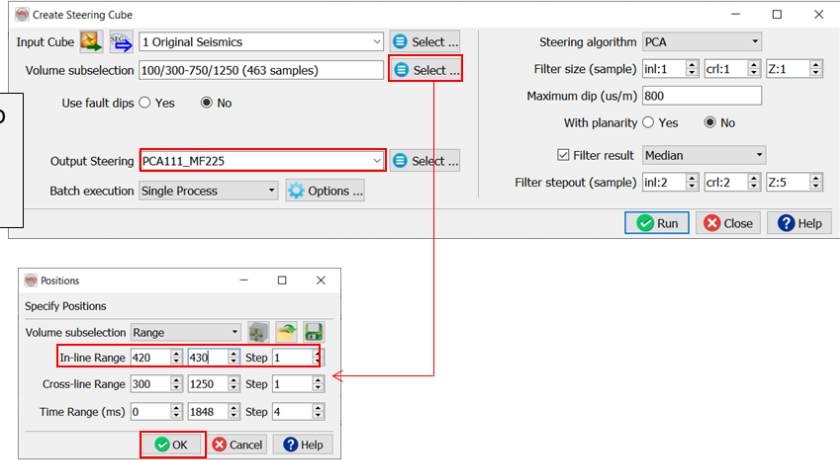 Create Steering Cube
Input Cube SEG 1 Original Seismics Select ...
Volume subselection 100/300-750/1250 (463 samples) Select ...
Use fault dips Yes No
Output Steering PCA111_MF225 Select ...
Batch execution Single Process Options ...
Steering algorithm PCA
Filter size (sample) inl:1 crl:1 Z:1
Maximum dip (us/m) 800
With planarity Yes No
Filter result Median
Filter stepout (sample) inl:2 crl:2 Z:5
Run Close Help
Positions
Specify Positions
Volume subselection Range
In-line Range 420 430 Step 1
Cross-line Range 300 1250 Step 1
Time Range (ms) 0 1848 Step 4
OK Cancel Help